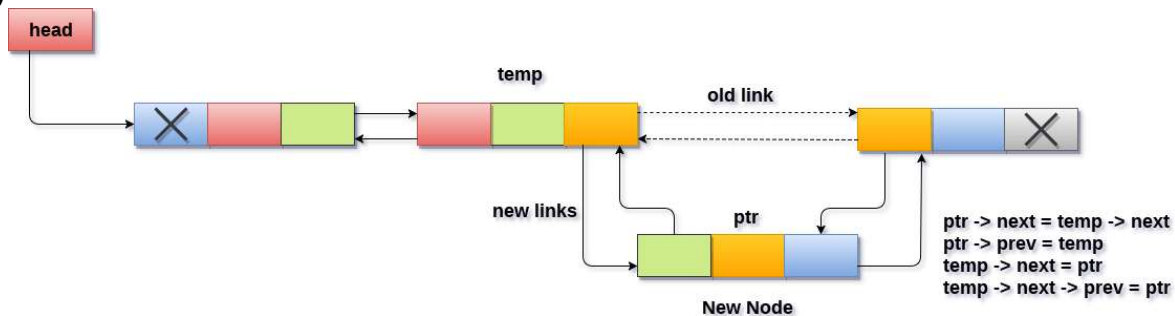 head
temp
old link
new links
ptr
ptr -> next = temp -> next
ptr -> prev = temp
temp -> next = ptr
temp -> next -> prev = ptr
New Node